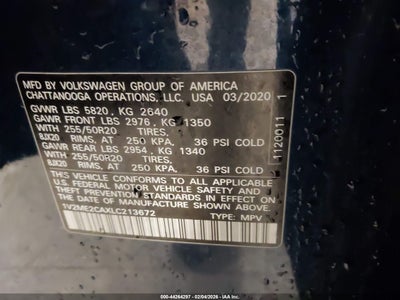 MFD BY VOLKSWAGEN GROUP OF AMERICA
CHATTANOOGA OPERATIONS, LLC. USA 03/2020
GVWR LBS 5820, KG 2640
GAWR FRONT LBS 2976, KG 1350
WITH 255/50R20 TIRES,
8JX20 RIMS, AT 250 KPA, 36 PSI COLD
GAWR REAR LBS 2954, KG 1340
WITH 255/50R20 TIRES,
8JX20 RIMS, AT 250 KPA, 36 PSI COLD
THIS VEHICLE CONFORMS TO ALL APPLICABLE
U.S. FEDERAL MOTOR VEHICLE SAFETY AND
THEFT PREVENTION STANDARDS IN EFFECT ON THE
DATE OF MANUFACTURE SHOWN ABOVE.
1V2ME2CAXLC213672 TYPE: MPV
1120011 1
ID: 000-44264297 - 02/04/2026 - IAA Holdings, LLC